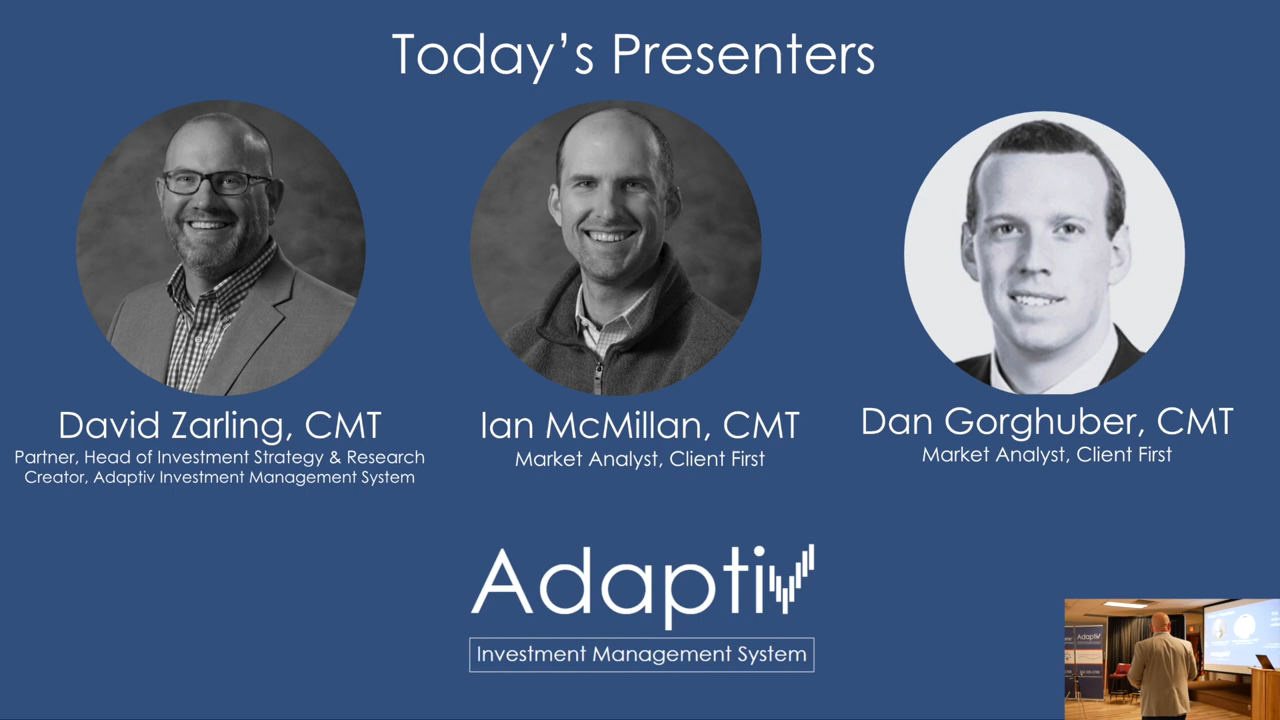 Today’s Presenters
David Zarling, CMT
Partner, Head of Investment Strategy & Research
Creator, Adaptiv Investment Management System
Ian McMillan, CMT
Market Analyst, Client First
Dan Gorghuber, CMT
Market Analyst, Client First
Adaptiv
Investment Management System
Adaptiv